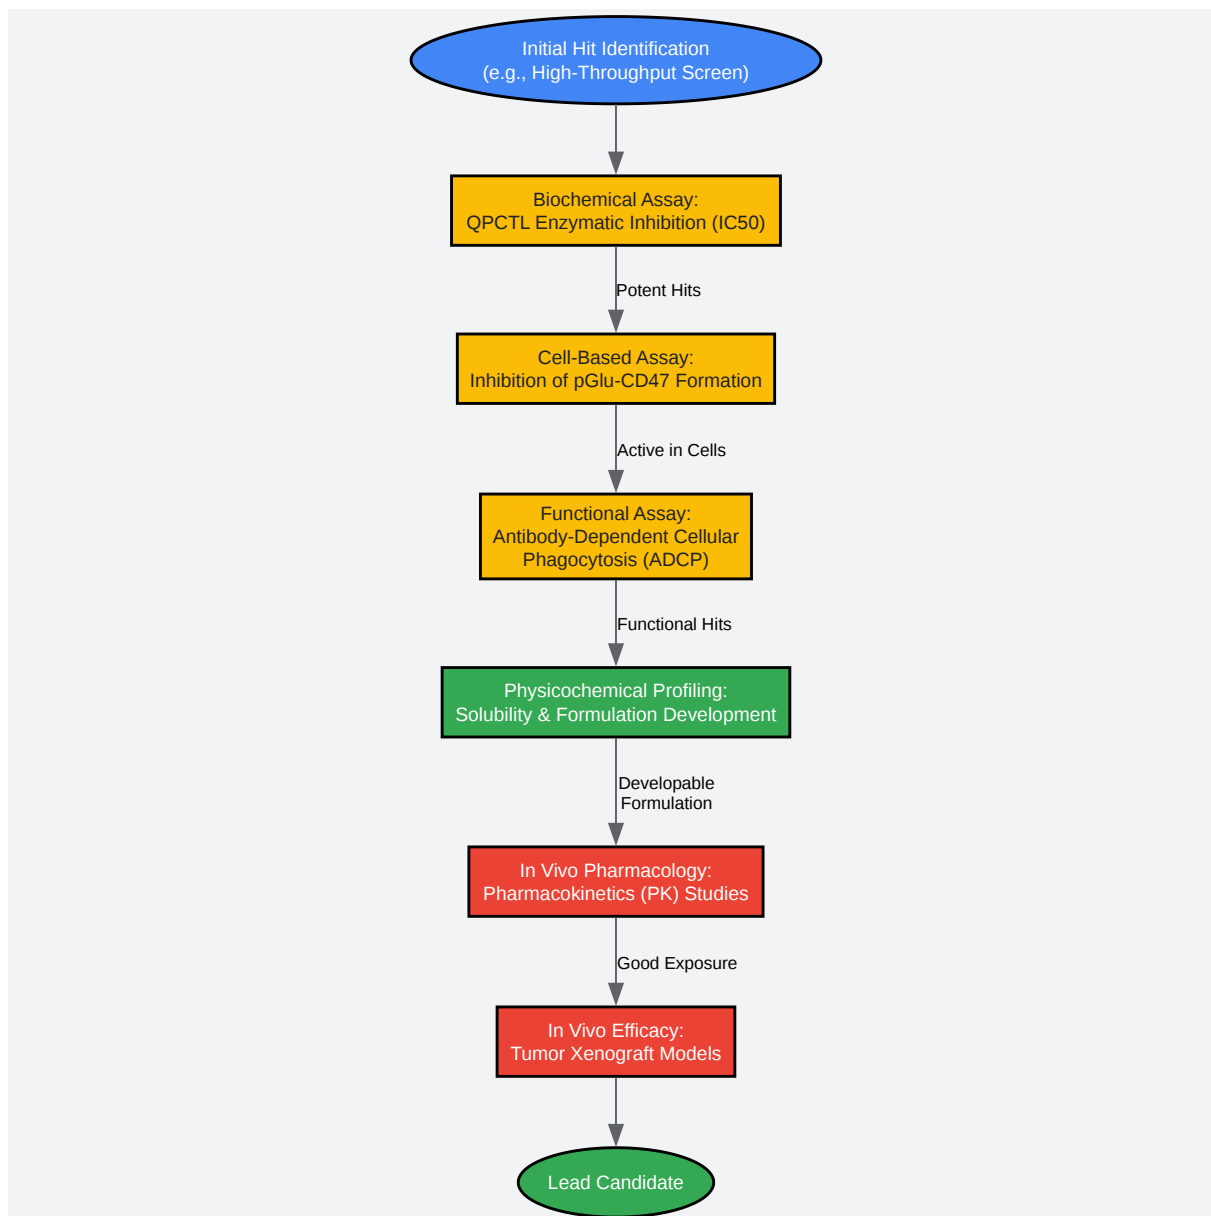 Initial Hit Identification
(e.g., High-Throughput Screen)
Biochemical Assay:
QPCTL Enzymatic Inhibition (IC50)
Potent Hits
Cell-Based Assay:
Inhibition of pGlu-CD47 Formation
Active in Cells
Functional Assay:
Antibody-Dependent Cellular
Phagocytosis (ADCP)
Functional Hits
Physicochemical Profiling:
Solubility & Formulation Development
Developable
Formulation
In Vivo Pharmacology:
Pharmacokinetics (PK) Studies
Good Exposure
In Vivo Efficacy:
Tumor Xenograft Models
Lead Candidate